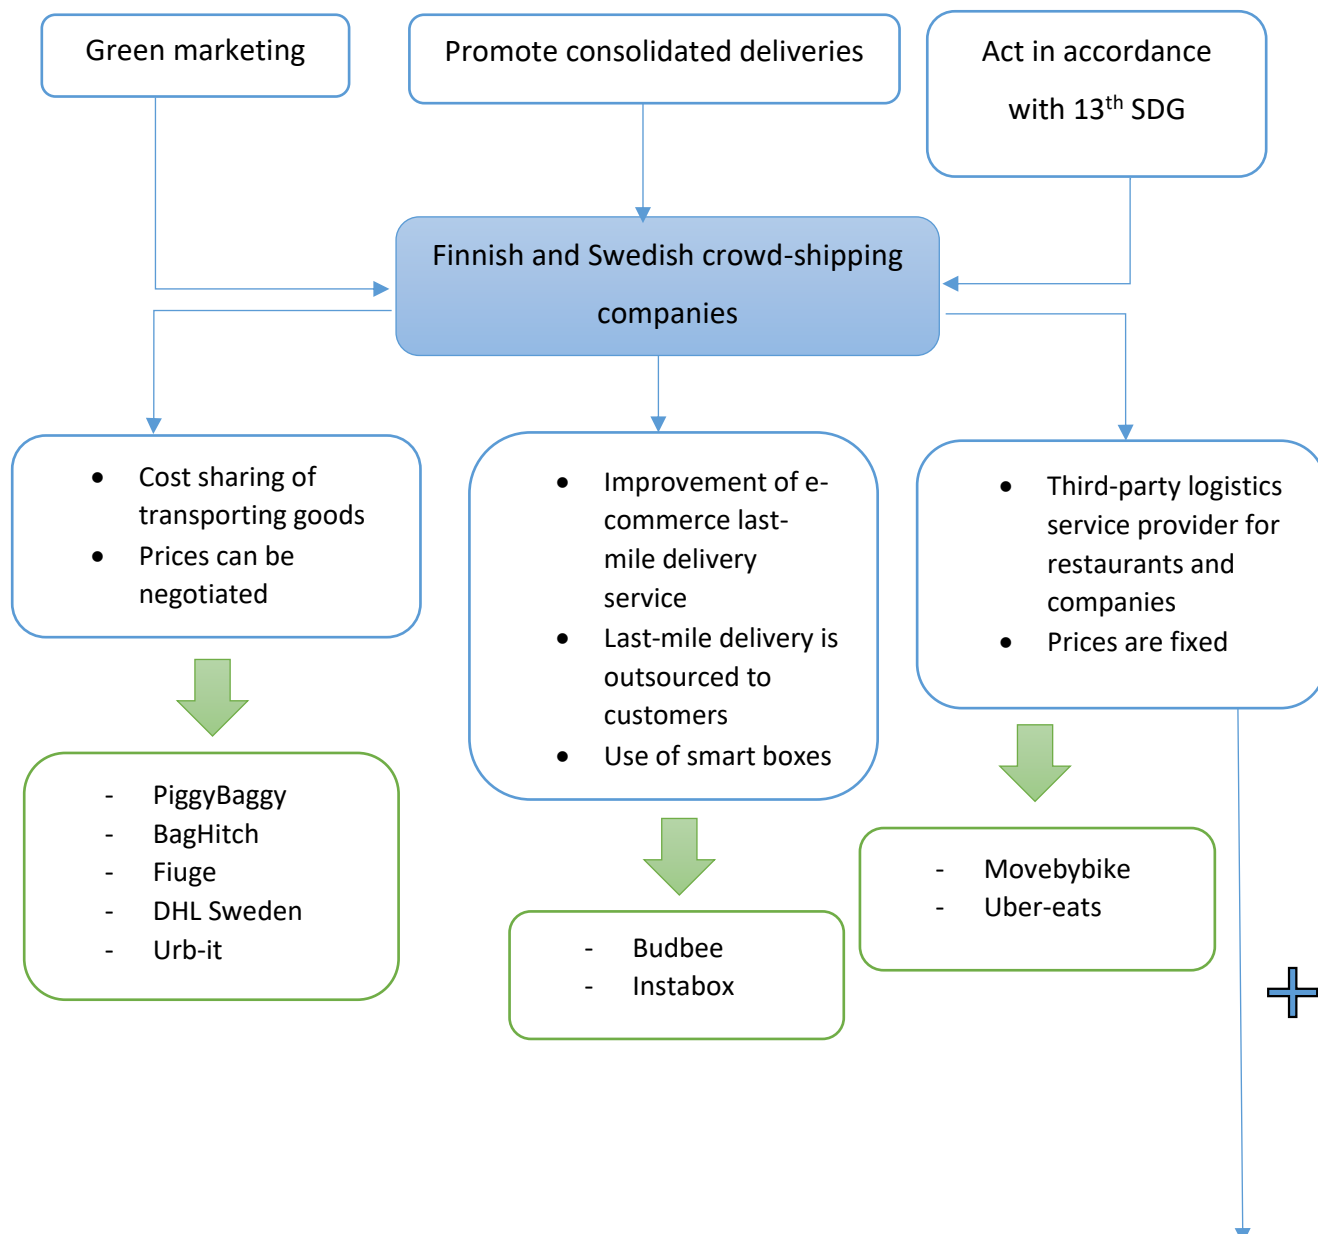 Green marketing
Promote consolidated deliveries
Act in accordance
with 13th SDG
Finnish and Swedish crowd-shipping
companies
• Cost sharing of
transporting goods
• Prices can be
negotiated
• Improvement of e-
commerce last-
mile delivery
service
• Last-mile delivery is
outsourced to
customers
• Use of smart boxes
• Third-party logistics
service provider for
restaurants and
companies
• Prices are fixed
- PiggyBaggy
- BagHitch
- Fiuge
- DHL Sweden
- Urb-it
- Budbee
- Instabox
- Movebybike
- Uber-eats